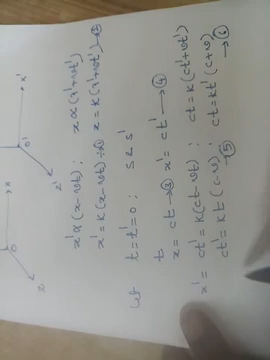 x'
x
o'
o
z'
z
x' ∝ (x - vt) ; x ∝ (x' + vt')
x' = k (x - vt) → ① x = k (x' + vt') → ②
let t = t' = 0 ; S & S'
t
x = ct → ③ x' = ct' → ④
x' = ct' = k (ct - vt) ; ct = k (ct' + vt')
ct' = kt (c - v) ; ct = kt' (c + v)
→ ⑤ → ⑥